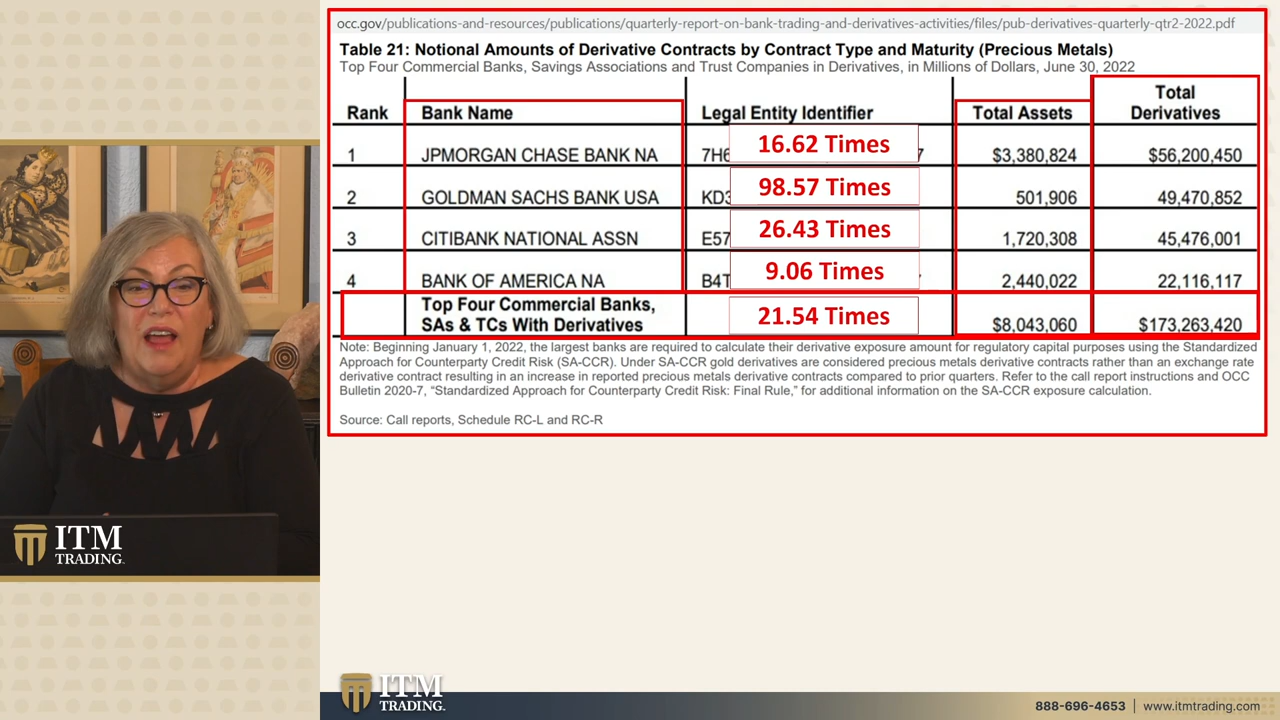 occ.gov/publications-and-resources/publications/quarterly-report-on-bank-trading-and-derivatives-activities/files/pub-derivatives-quarterly-qtr2-2022.pdf
Table 21: Notional Amounts of Derivative Contracts by Contract Type and Maturity (Precious Metals)
Top Four Commercial Banks, Savings Associations and Trust Companies in Derivatives, in Millions of Dollars, June 30, 2022
Rank Bank Name Legal Entity Identifier Total Assets Total Derivatives
1 JPMORGAN CHASE BANK NA 7H6 16.62 Times 7 $3,380,824 $56,200,450
2 GOLDMAN SACHS BANK USA KD3 98.57 Times 501,906 49,470,852
3 CITIBANK NATIONAL ASSN E57 26.43 Times 1,720,308 45,476,001
4 BANK OF AMERICA NA B4T 9.06 Times 2,440,022 22,116,117
Top Four Commercial Banks,
SAs & TCs With Derivatives 21.54 Times $8,043,060 $173,263,420
Note: Beginning January 1, 2022, the largest banks are required to calculate their derivative exposure amount for regulatory capital purposes using the Standardized
Approach for Counterparty Credit Risk (SA-CCR). Under SA-CCR gold derivatives are considered precious metals derivative contracts rather than an exchange rate
derivative contract resulting in an increase in reported precious metals derivative contracts compared to prior quarters. Refer to the call report instructions and OCC
Bulletin 2020-7, “Standardized Approach for Counterparty Credit Risk: Final Rule,” for additional information on the SA-CCR exposure calculation.
Source: Call reports, Schedule RC-L and RC-R
ITM
TRADING.
ITM
TRADING.
888-696-4653 | www.itmtrading.com